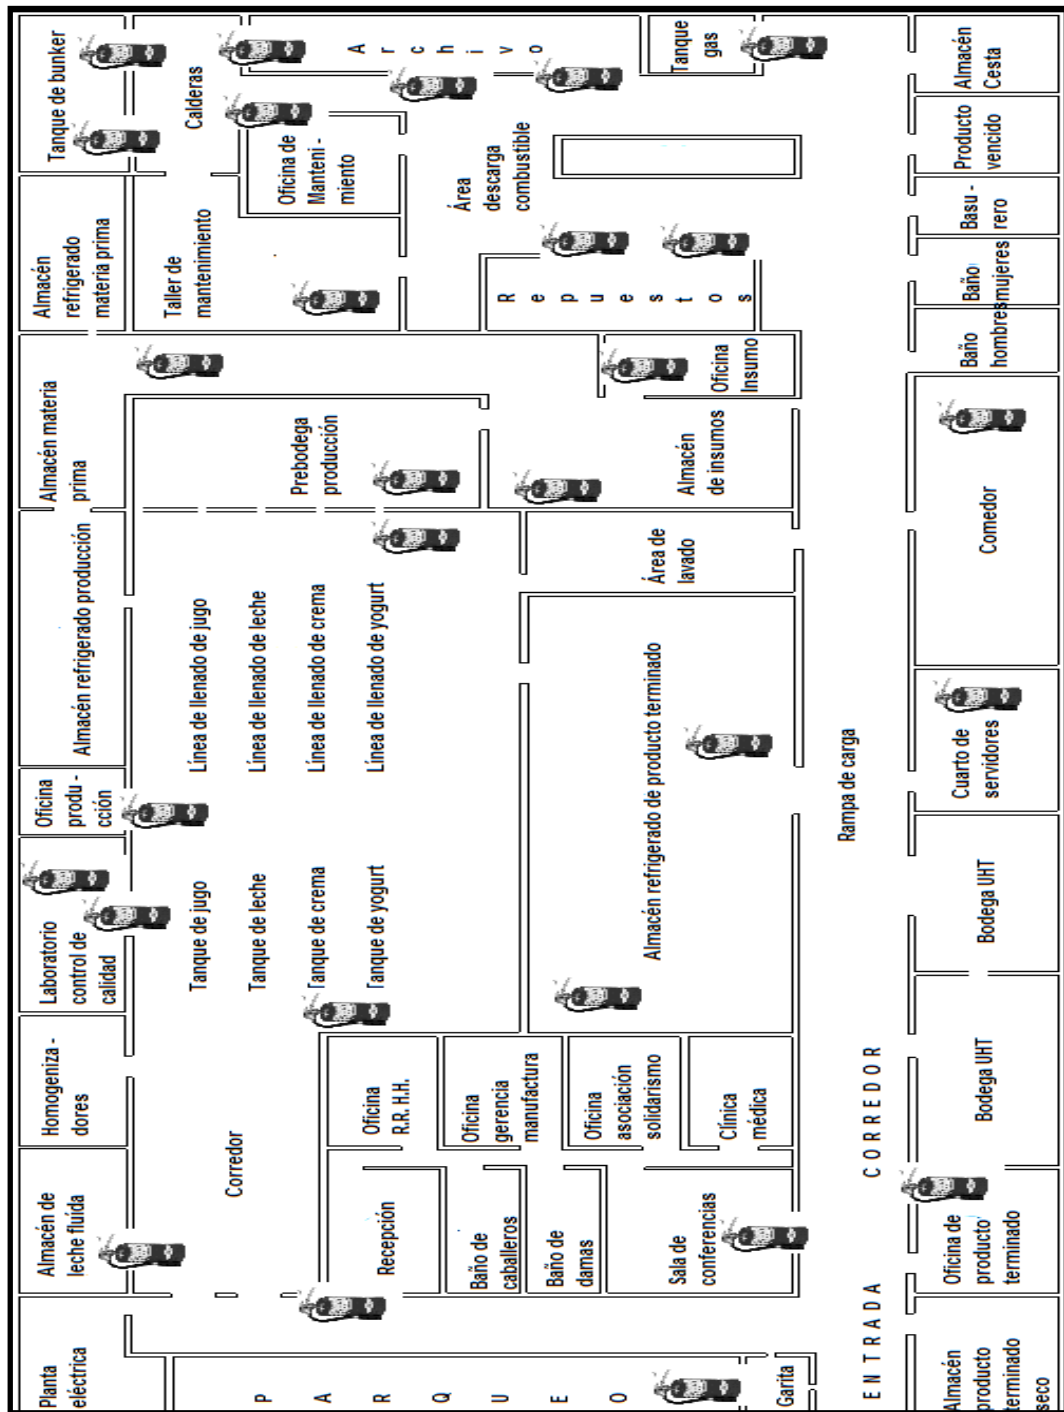 Tanque de bunker
Calderas
Archivo
Tanque
gas
Almacén
Cesta
Almacén
refrigerado
materia prima
Taller de
mantenimiento
Oficina de
Manteni -
miento
Área
descarga
combustible
Producto
vencido
Basu -
rero
Baño
mujeres
Baño
hombres
Repuestos
Oficina
Insumo
Almacén materia
prima
Prebodega
producción
Almacén
de insumos
Comedor
Almacén refrigerado producción
Línea de llenado de jugo
Línea de llenado de leche
Línea de llenado de crema
Línea de llenado de yogurt
Área de
lavado
Oficina
produ -
cción
Cuarto de
servidores
Rampa de carga
Laboratorio
control de
calidad
Tanque de jugo
Tanque de leche
Tanque de crema
Tanque de yogurt
Almacén refrigerado de producto terminado
Bodega UHT
Homogeniza -
dores
Oficina
R.R. H.H.
Oficina
gerencia
manufactura
Oficina
asociación
solidarismo
Clínica
médica
Bodega UHT
Almacén de
leche fluída
Corredor
Recepción
Baño de
caballeros
Baño de
damas
Sala de
conferencias
ENTRADA CORREDOR
Oficina de
producto
terminado
Planta
eléctrica
PARQUEO
Garita
Almacén
producto
terminado
seco